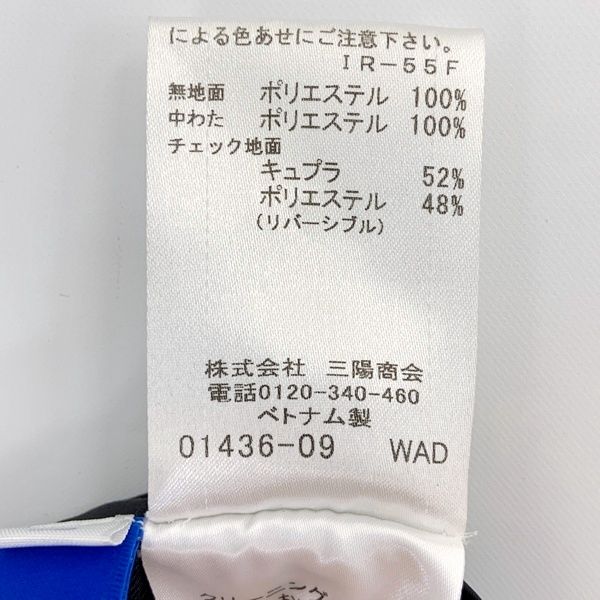 による色あせにご注意下さい。
IR-55F
無地面 ポリエステル 100%
中わた ポリエステル 100%
チェック地面
キュプラ 52%
ポリエステル 48%
(リバーシブル)
株式会社 三陽商会
電話0120-340-460
ベトナム製
01436-09 WAD